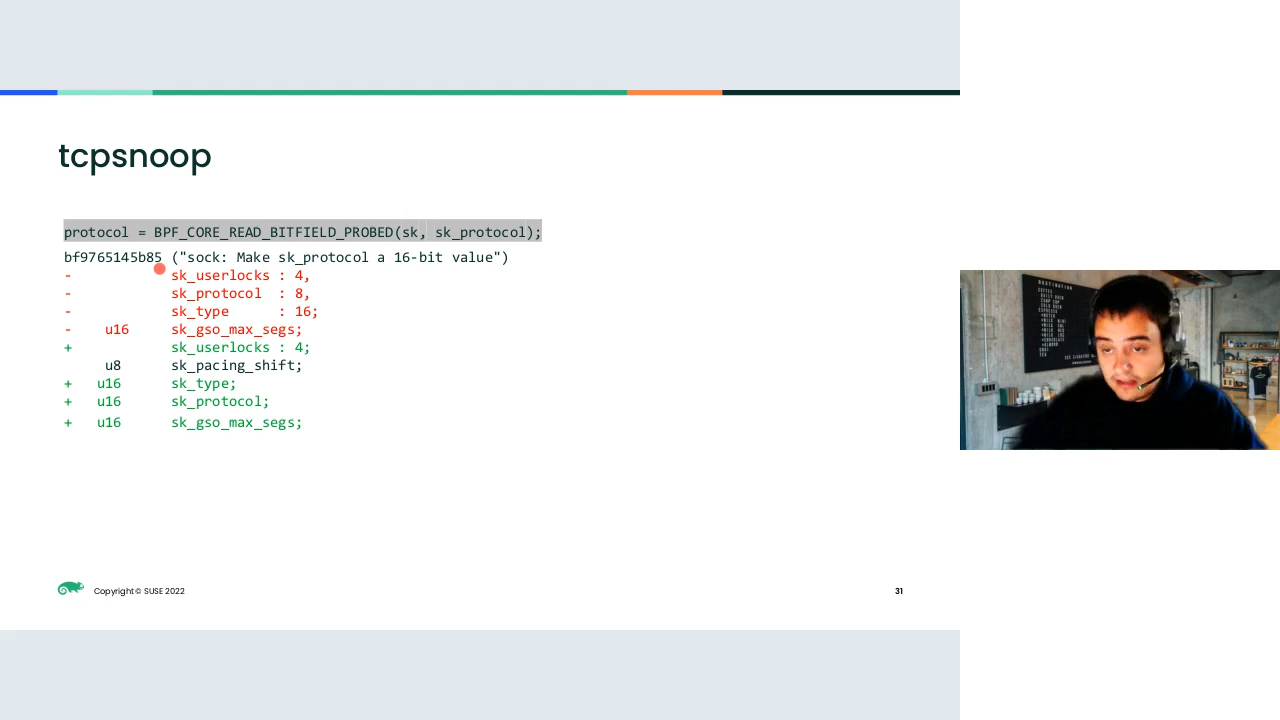 tcpsnoop
protocol = BPF_CORE_READ_BITFIELD_PROBED(sk, sk_protocol);
bf9765145b85 ("sock: Make sk_protocol a 16-bit value")
- sk_userlocks : 4,
- sk_protocol : 8,
- sk_type : 16;
- u16 sk_gso_max_segs;
+ sk_userlocks : 4;
u8 sk_pacing_shift;
+ u16 sk_type;
+ u16 sk_protocol;
+ u16 sk_gso_max_segs;
Copyright © SUSE 2022
31